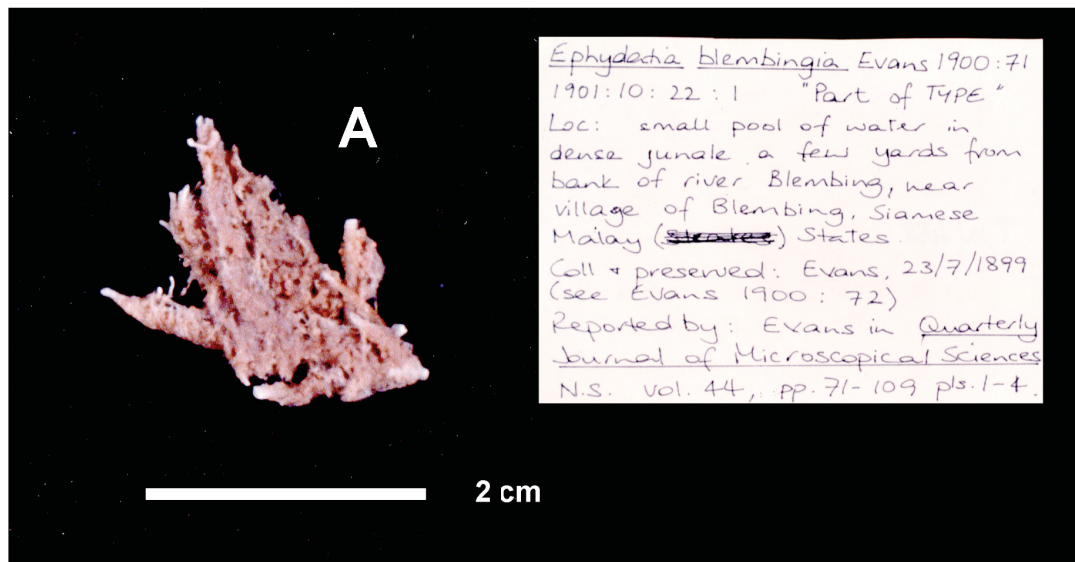 A
Ephydatia blembingia Evans 1900:71
1901:10:22:1 "Part of TYPE"
Loc: small pool of water in
dense jungle a few yards from
bank of river Blembing, near
village of Blembing, Siamese
Malay () States
Coll & preserved: Evans, 23/7/1899
(see Evans 1900: 72)
Reported by: Evans in Quarterly
Journal of Microscopical Sciences
N.S. vol. 44, pp. 71-109 pls. 1-4.
2 cm